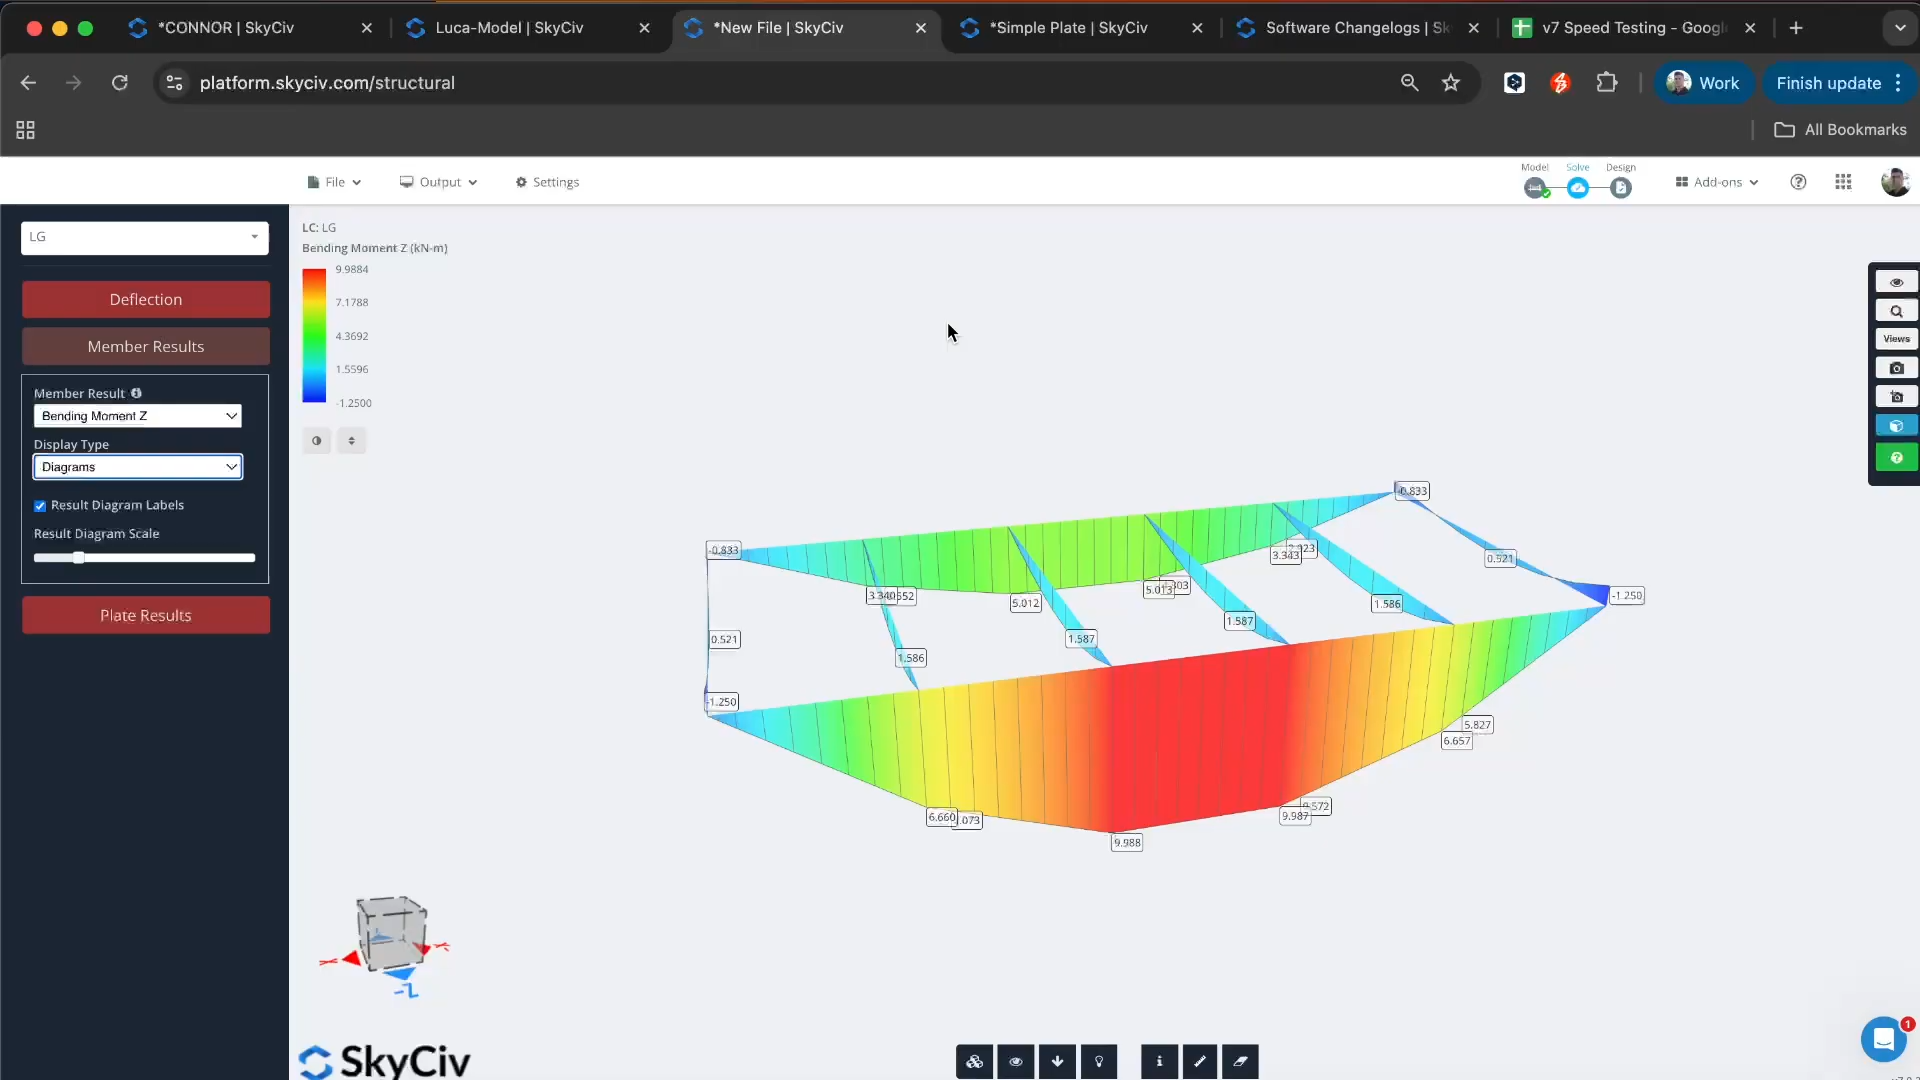 *CONNOR | SkyCiv
Luca-Model | SkyCiv
*New File | SkyCiv
*Simple Plate | SkyCiv
Software Changelogs | Sk
v7 Speed Testing - Googl
platform.skyciv.com/structural
Work
Finish update
All Bookmarks
File
Output
Settings
Model
Solve
Design
Add-ons
LG
Deflection
Member Results
Member Result
Bending Moment Z
Display Type
Diagrams
Result Diagram Labels
Result Diagram Scale
Plate Results
LC: LG
Bending Moment Z (kN-m)
9.9884
7.1788
4.3692
1.5596
-1.2500
Views
-0.833
-0.833
3.343
0.521
-1.250
3.340
5.012
5.013
1.586
0.521
1.586
1.587
1.587
-1.250
5.827
6.657
6.660
9.987
9.988
-Z
SkyCiv
1